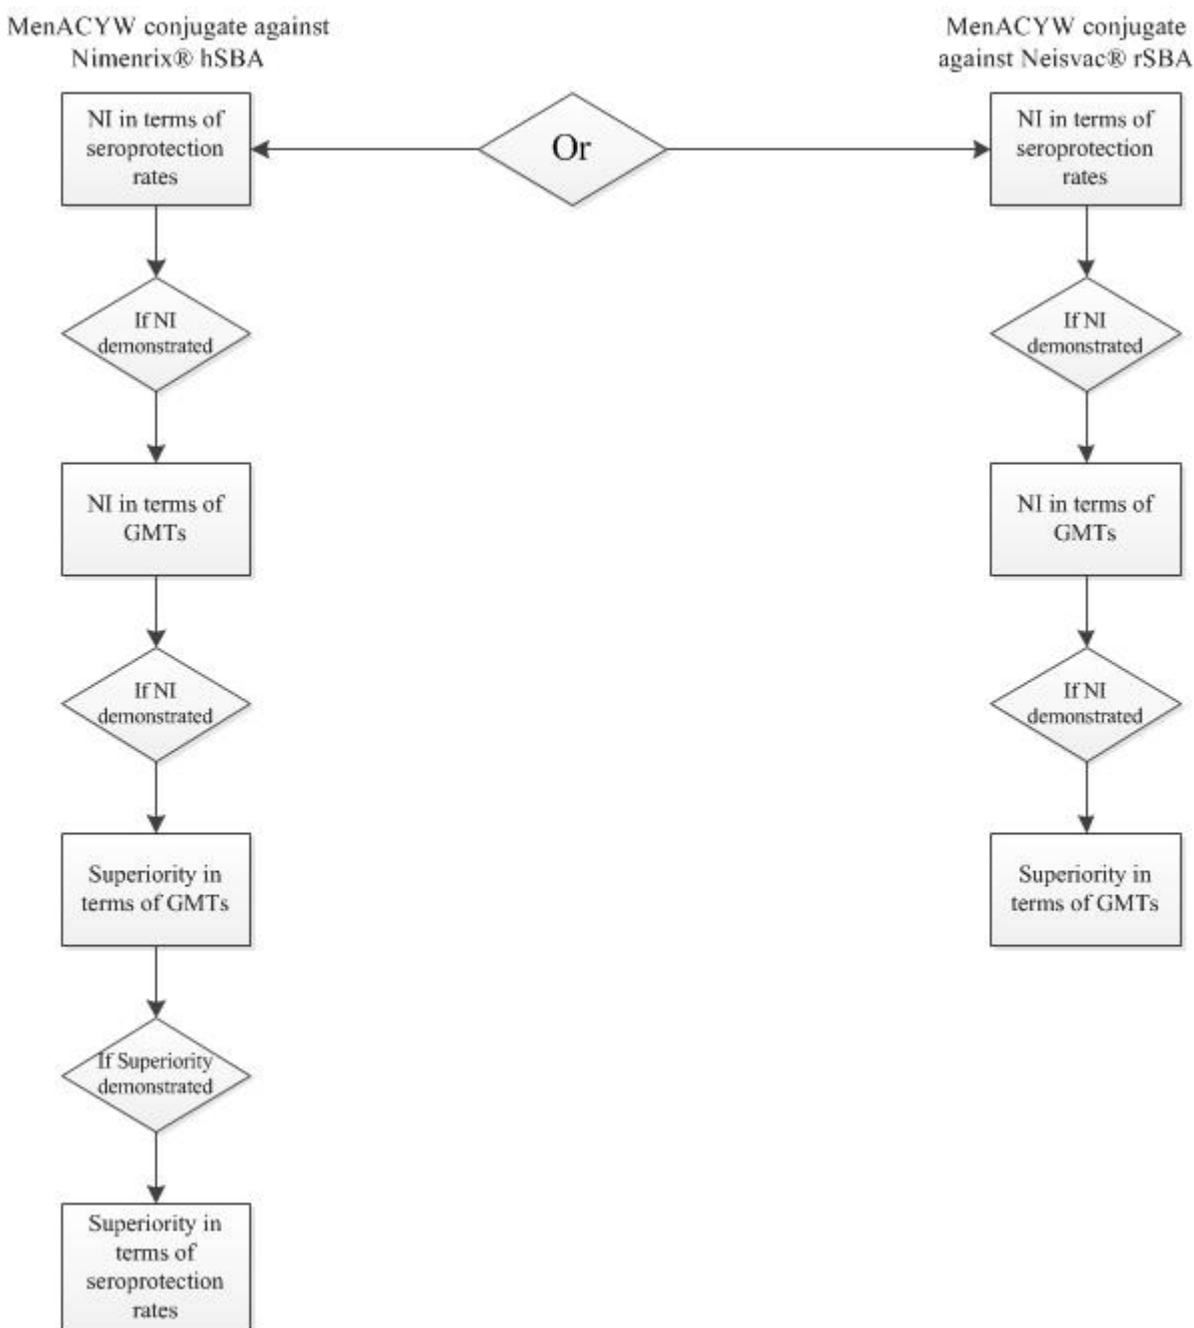 MenACYW conjugate against
Nimenrix® hSBA
MenACYW conjugate
against Neisvac® rSBA
NI in terms of
seroprotection
rates
Or
NI in terms of
seroprotection
rates
If NI
demonstrated
If NI
demonstrated
NI in terms of
GMTs
NI in terms of
GMTs
If NI
demonstrated
If NI
demonstrated
Superiority in
terms of GMTs
Superiority in
terms of GMTs
If Superiority
demonstrated
Superiority in
terms of
seroprotection
rates